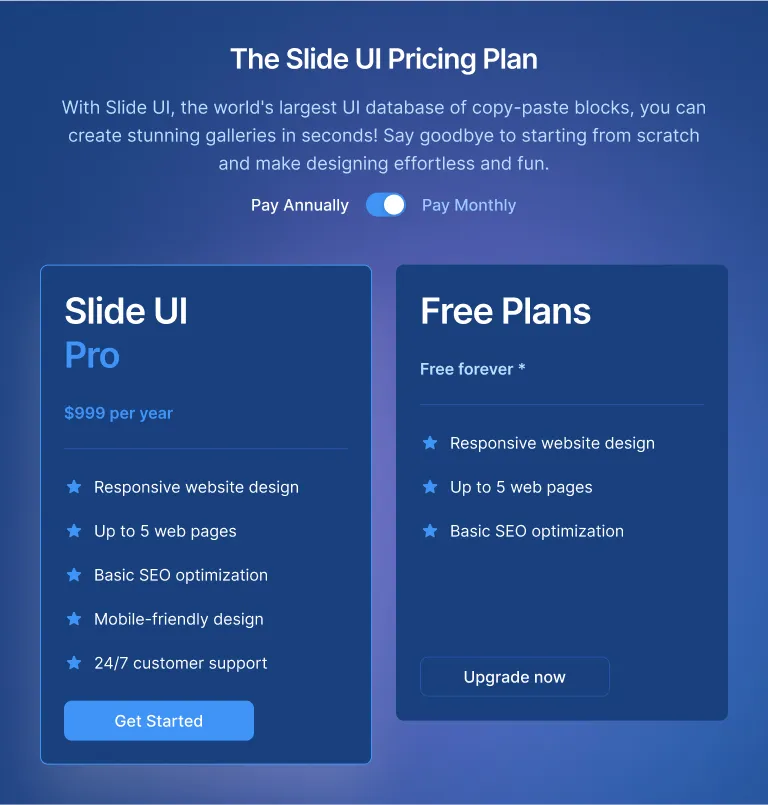 The Slide UI Pricing Plan
With Slide UI, the world's largest UI database of copy-paste blocks, you can
create stunning galleries in seconds! Say goodbye to starting from scratch
and make designing effortless and fun.
Pay Annually
Pay Monthly
Slide UI
Pro
$999 per year
Responsive website design
Up to 5 web pages
Basic SEO optimization
Mobile-friendly design
24/7 customer support
Get Started
Free Plans
Free forever *
Responsive website design
Up to 5 web pages
Basic SEO optimization
Upgrade now